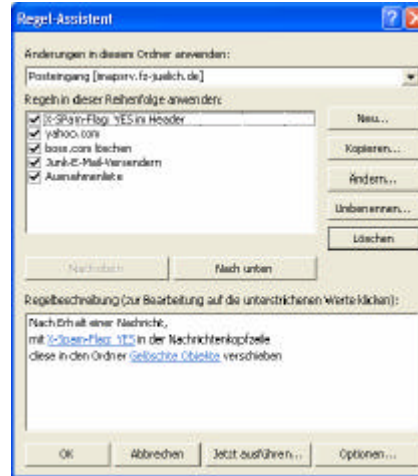 Regel-Assistent
Änderungen in diesem Ordner anwenden:
Posteingang [imapsrv.fz-juelich.de]
Regeln in dieser Reihenfolge anwenden:
X-SPam-Flag: YES im Header
yahoo.com
boss.com löschen
Junk-E-Mail-Versendern
Ausnahmenliste
Neu...
Kopieren...
Ändern...
Umbenennen...
Löschen
Nach oben
Nach unten
Regelbeschreibung (zur Bearbeitung auf die unterstrichenen Werte klicken):
Nach Erhalt einer Nachricht,
mit X-Spam-Flag: YES in der Nachrichtenkopfzeile
diese in den Ordner Gelöschte Objekte verschieben
OK
Abbrechen
Jetzt ausführen...
Optionen...